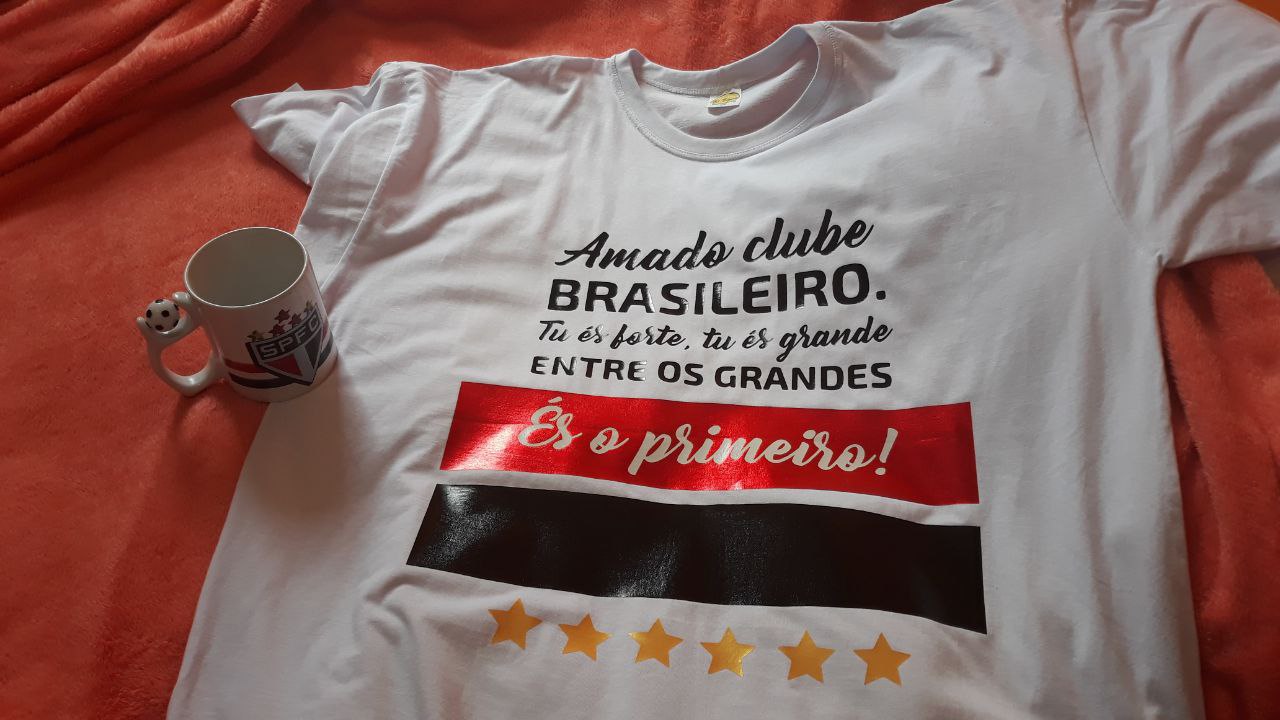 Amado clube
BRASILEIRO.
Tu és forte, tu és grande
ENTRE OS GRANDES
És o primeiro!
SPFC